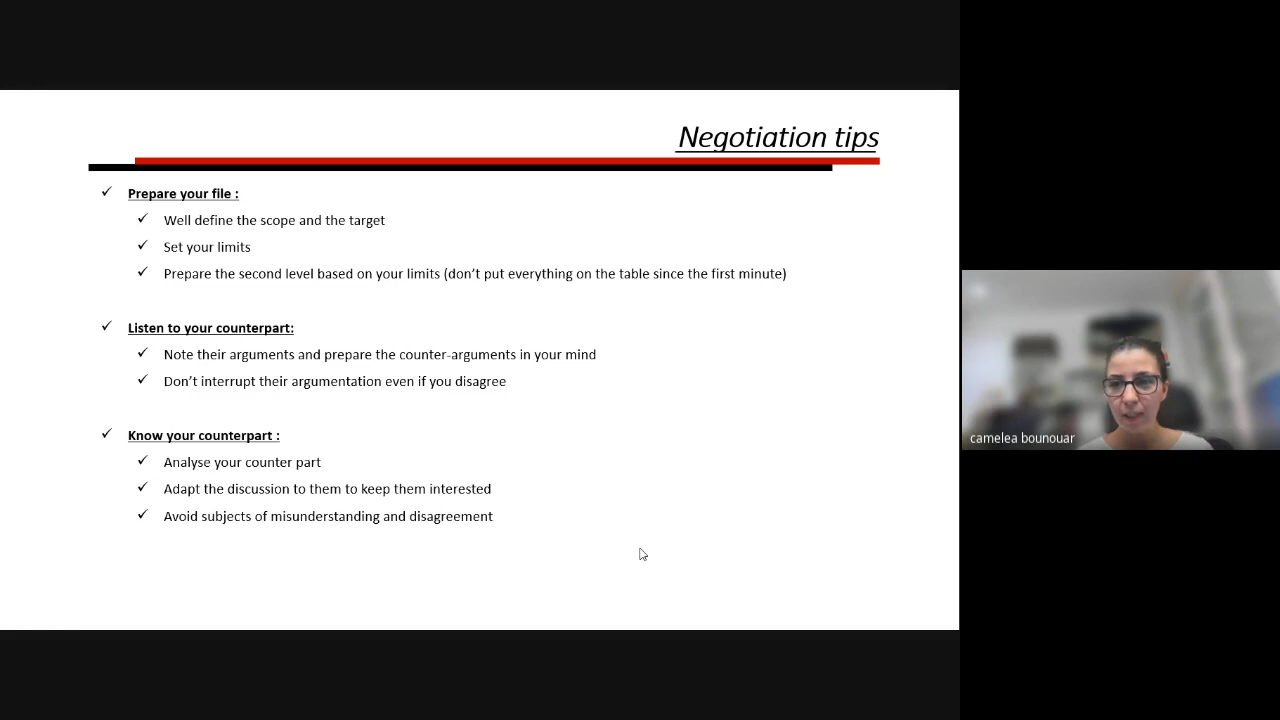 Negotiation tips
✓ Prepare your file :
✓ Well define the scope and the target
✓ Set your limits
✓ Prepare the second level based on your limits (don’t put everything on the table since the first minute)
✓ Listen to your counterpart:
✓ Note their arguments and prepare the counter-arguments in your mind
✓ Don’t interrupt their argumentation even if you disagree
✓ Know your counterpart :
✓ Analyse your counter part
✓ Adapt the discussion to them to keep them interested
✓ Avoid subjects of misunderstanding and disagreement
camelea bounouar